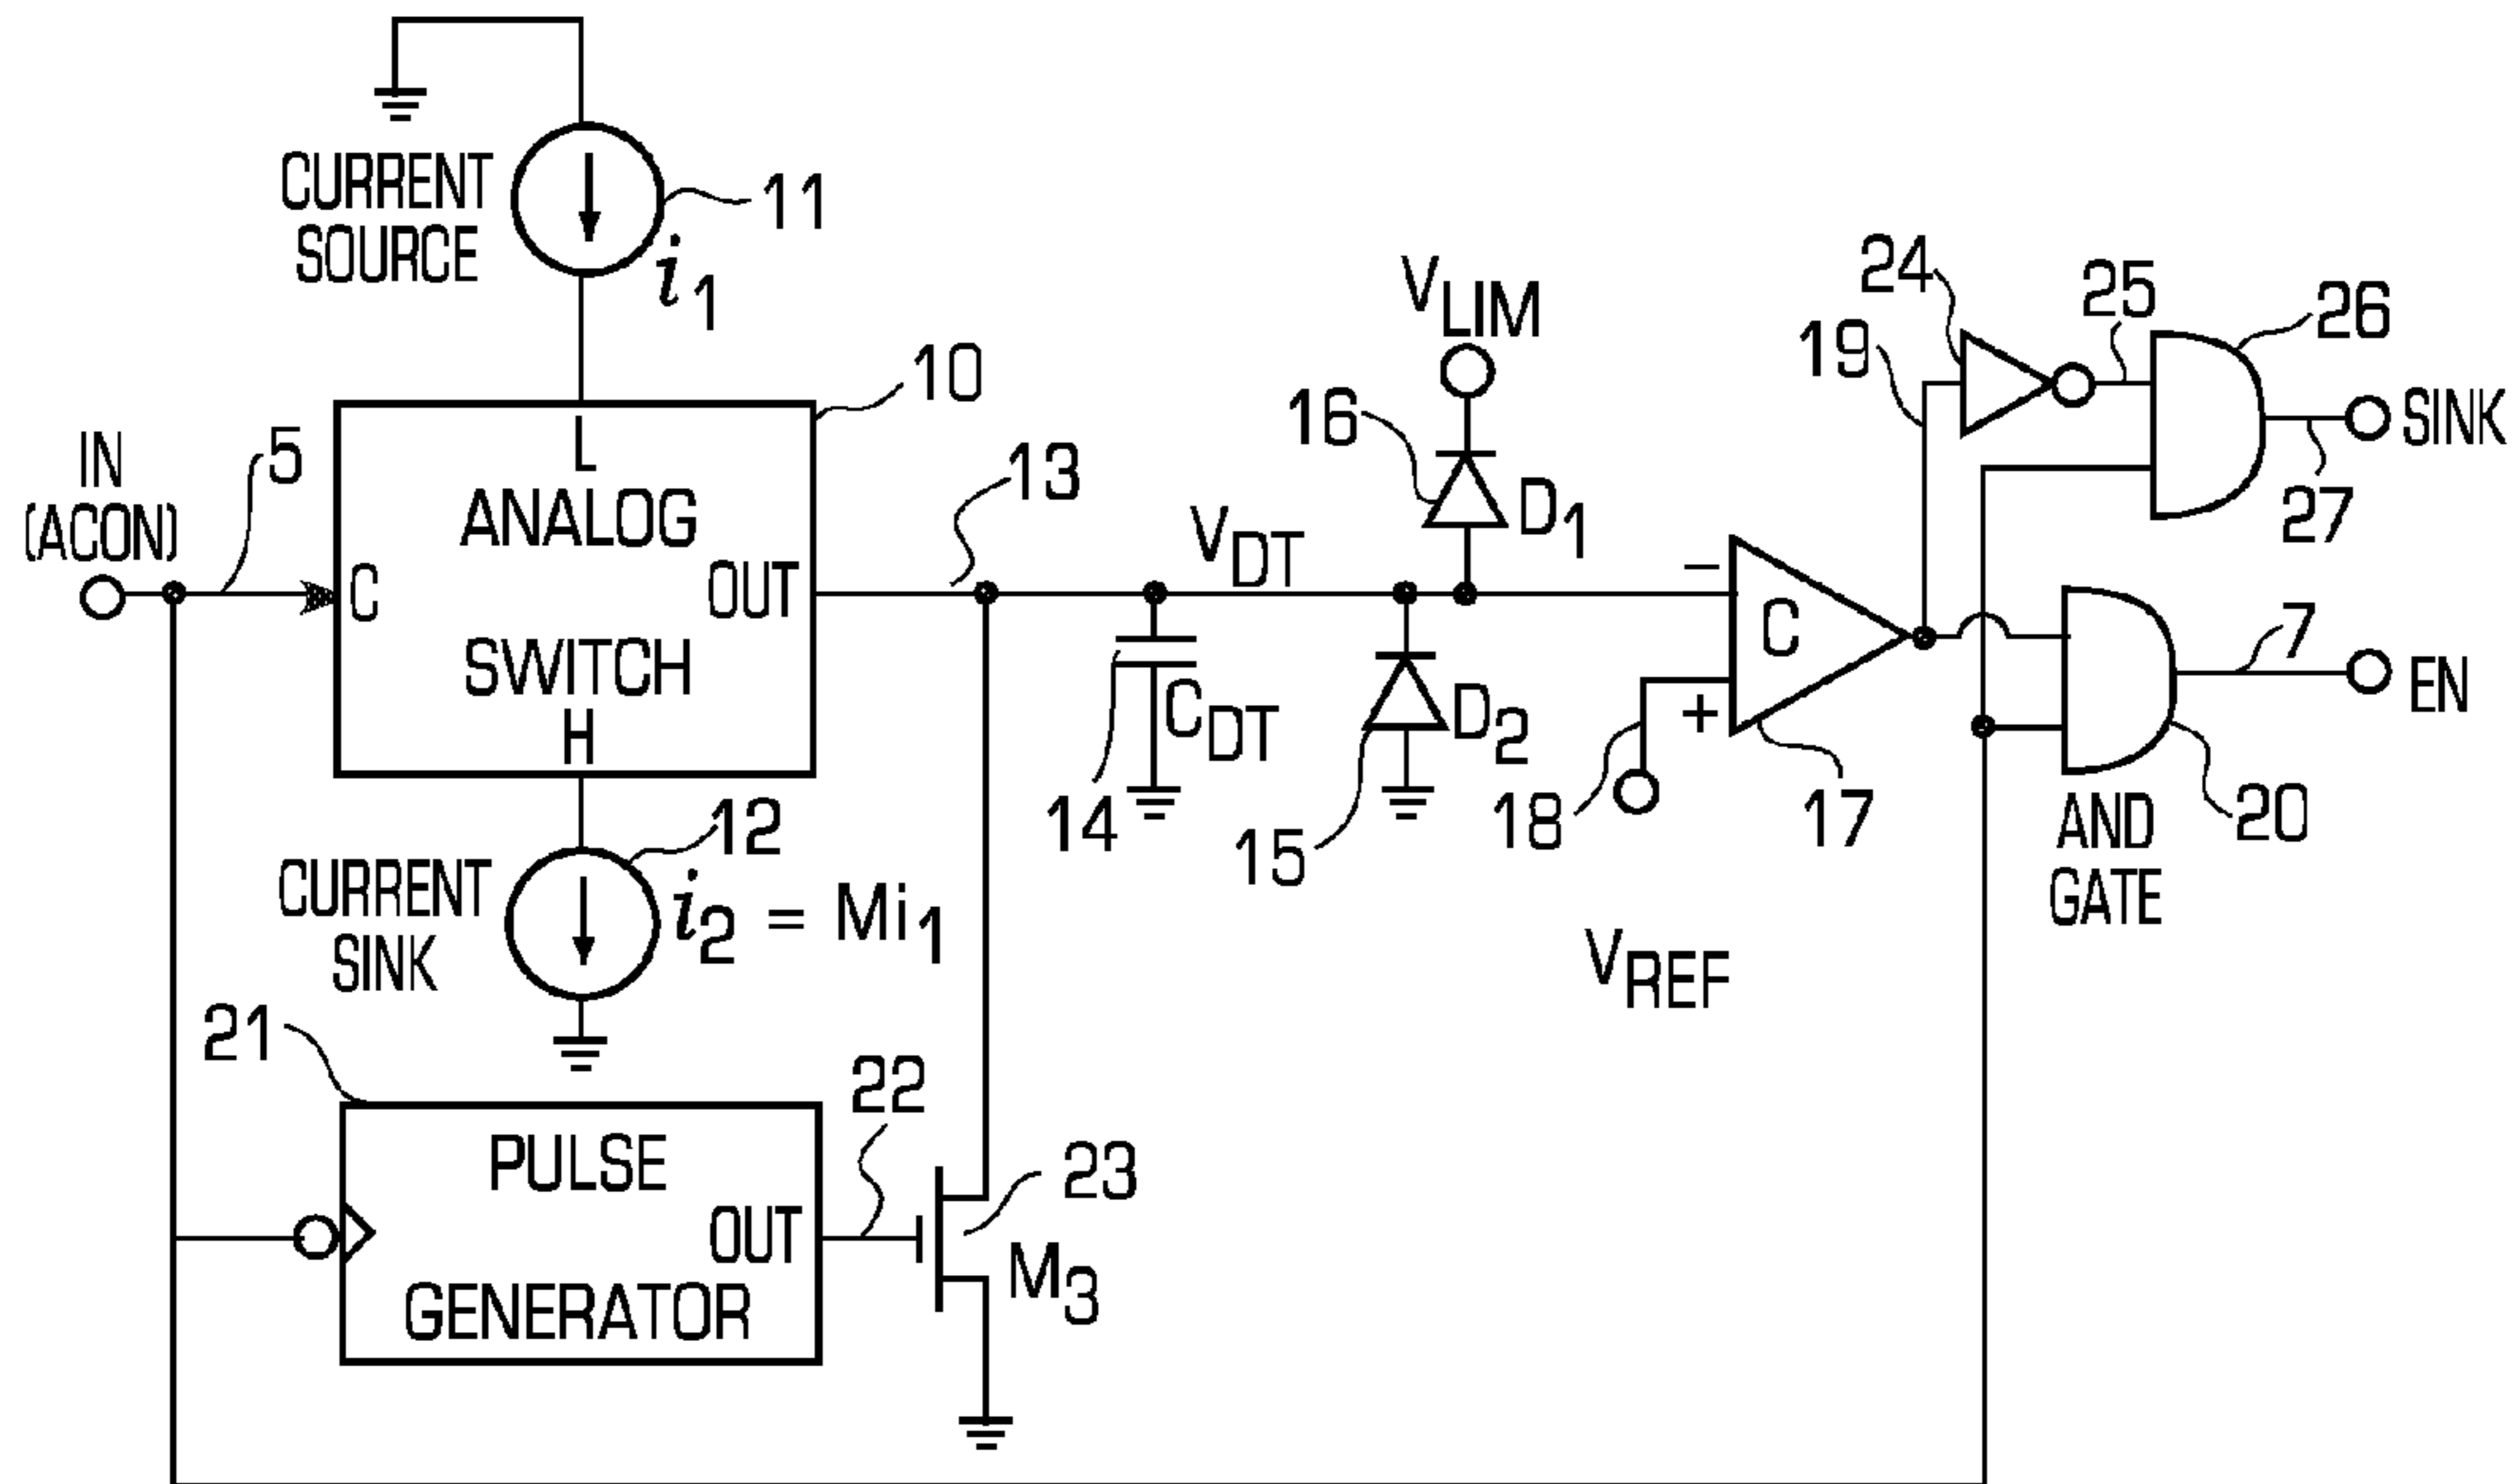 CURRENT
SOURCE
11
i1
10
IN
(ACON)
5
L
ANALOG
SWITCH
C
OUT
H
13
VDT
VLIM
16
D1
24
19
25
26
SINK
27
C
−
+
7
EN
14
CDT
15
D2
18
17
20
AND
GATE
VREF
12
CURRENT
SINK
i2 = Mi1
21
PULSE
GENERATOR
OUT
22
23
M3